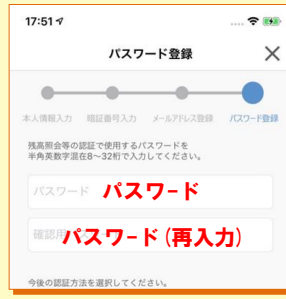 17:51
パスワード登録
本人情報入力 暗証番号入力 メールアドレス登録 パスワード登録
残高照会等の認証で使用するパスワードを
半角英数字混在8〜32桁で入力してください。
パスワード パスワード
確認用 パスワード(再入力)
今後の認証方法を選択してください。